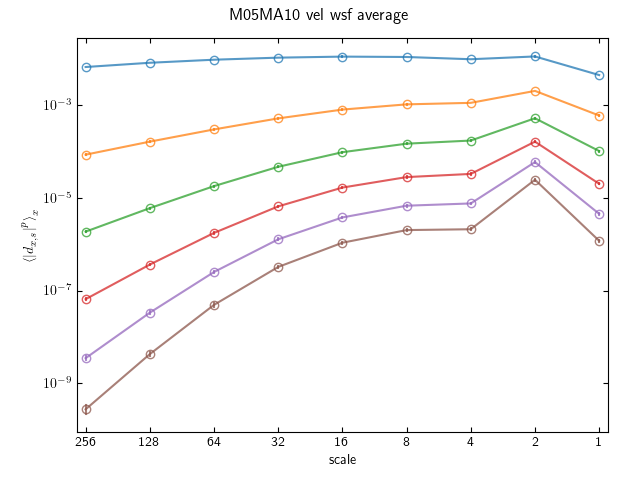 M05MA10 vel wsf average
10⁻³
10⁻⁵
10⁻⁷
10⁻⁹
⟨|d_{x,s}|^p⟩_x
256 128 64 32 16 8 4 2 1
scale